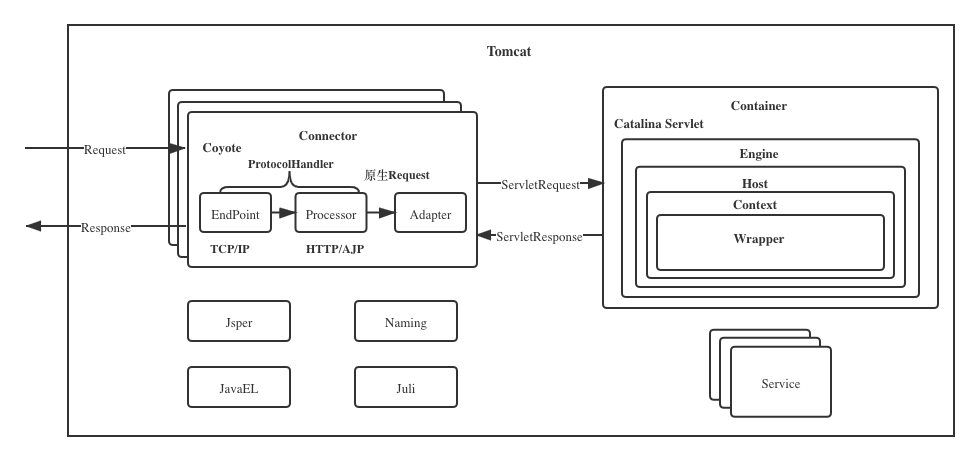 Tomcat
Connector
Coyote
ProtocolHandler
原生Request
EndPoint
Processor
Adapter
TCP/IP
HTTP/AJP
Request
Response
ServletRequest
ServletResponse
Container
Catalina Servlet
Engine
Host
Context
Wrapper
Jsper
Naming
JavaEL
Juli
Service